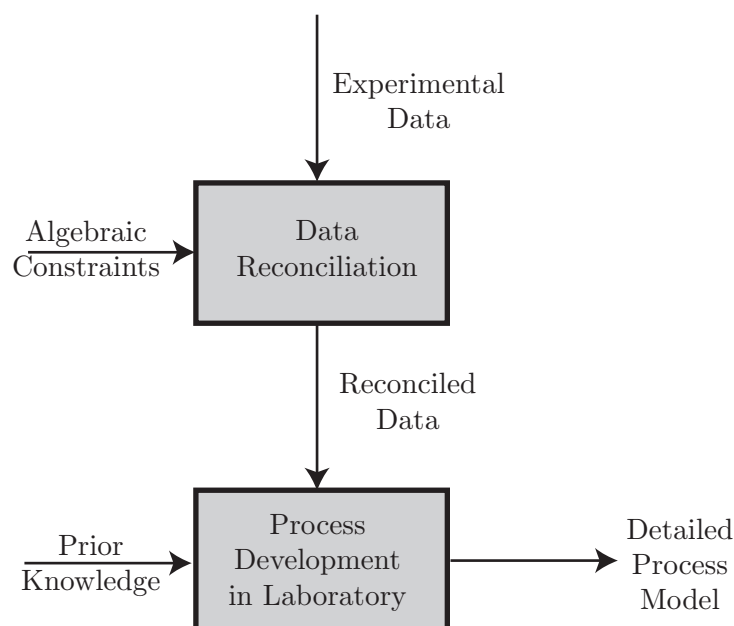 Experimental
Data
Algebraic
Constraints
Data
Reconciliation
Reconciled
Data
Prior
Knowledge
Process
Development
in Laboratory
Detailed
Process
Model